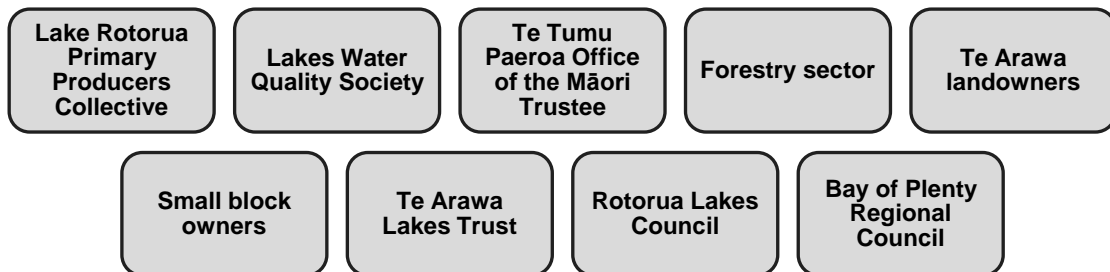 Lake Rotorua
Primary
Producers
Collective
Lakes Water
Quality Society
Te Tumu
Paeroa Office
of the Māori
Trustee
Forestry sector
Te Arawa
landowners
Small block
owners
Te Arawa
Lakes Trust
Rotorua Lakes
Council
Bay of Plenty
Regional
Council